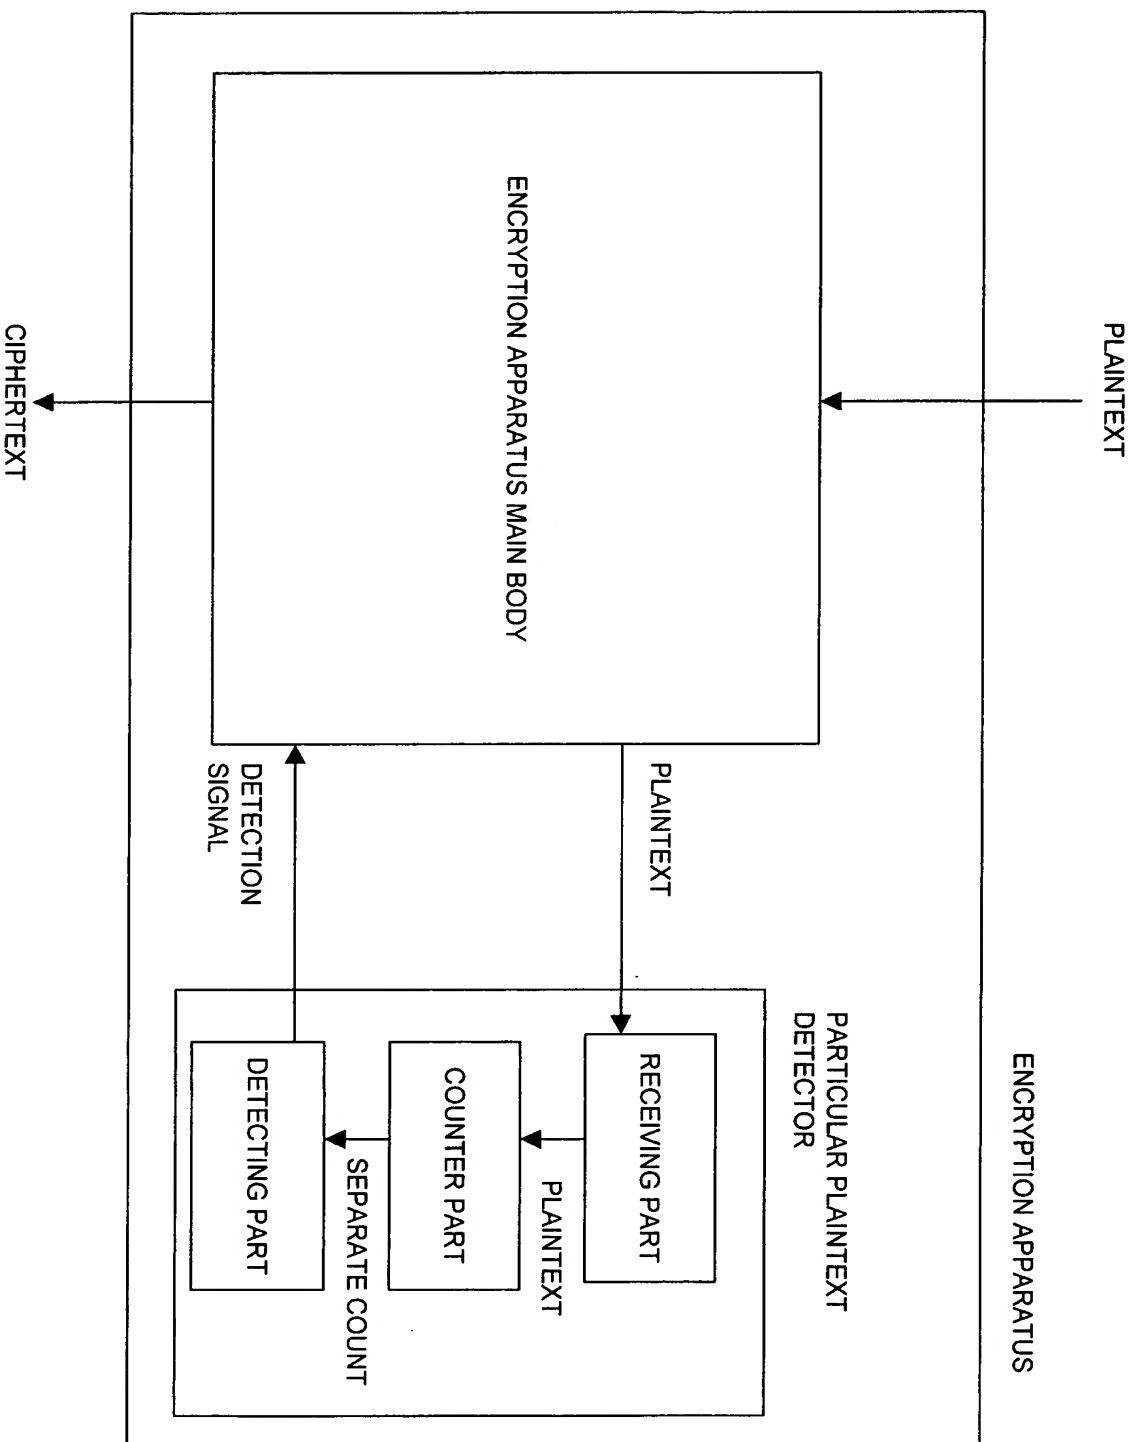 ENCRYPTION APPARATUS
PLAINTEXT
PARTICULAR PLAINTEXT
DETECTOR
PLAINTEXT
RECEIVING PART
PLAINTEXT
ENCRYPTION APPARATUS MAIN BODY
COUNTER PART
SEPARATE COUNT
DETECTION
SIGNAL
DETECTING PART
CIPHERTEXT